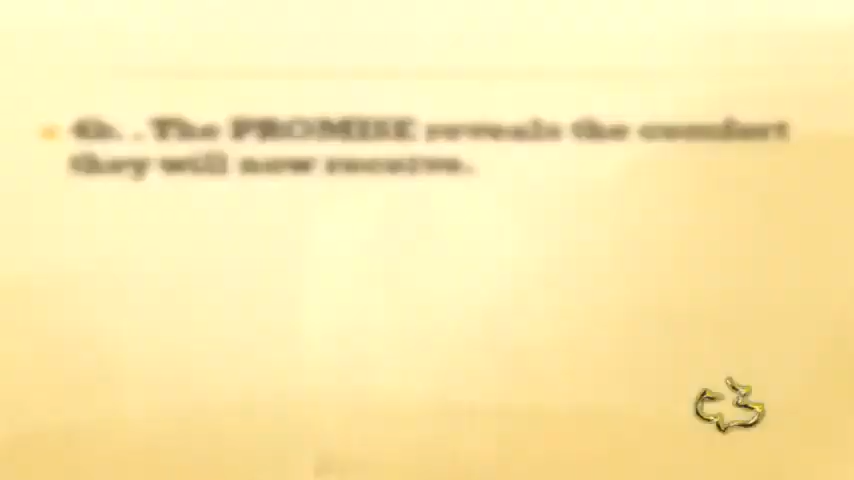 The PROMISE reveals the comfort
they will now receive.